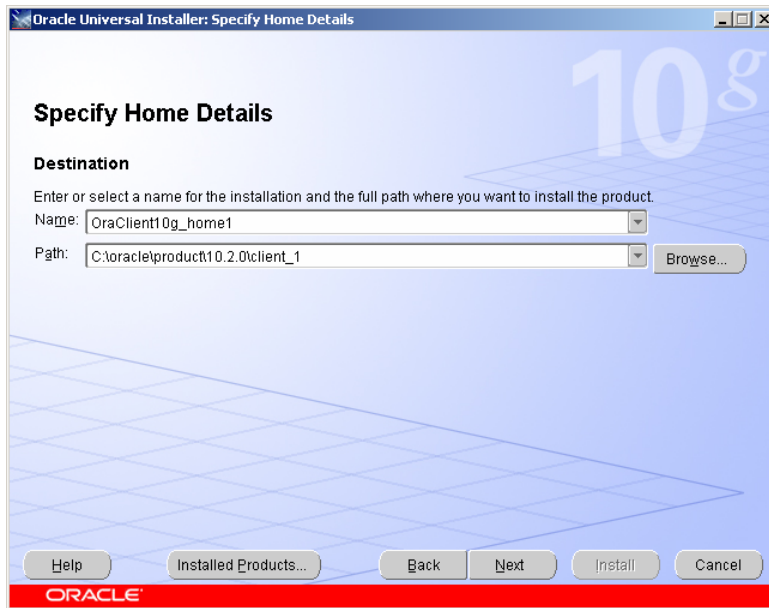 Oracle Universal Installer: Specify Home Details
10g
Specify Home Details
Destination
Enter or select a name for the installation and the full path where you want to install the product.
Name: OraClient10g_home1
Path: C:\oracle\product\10.2.0\client_1 Browse...
Help Installed Products... Back Next Install Cancel
ORACLE